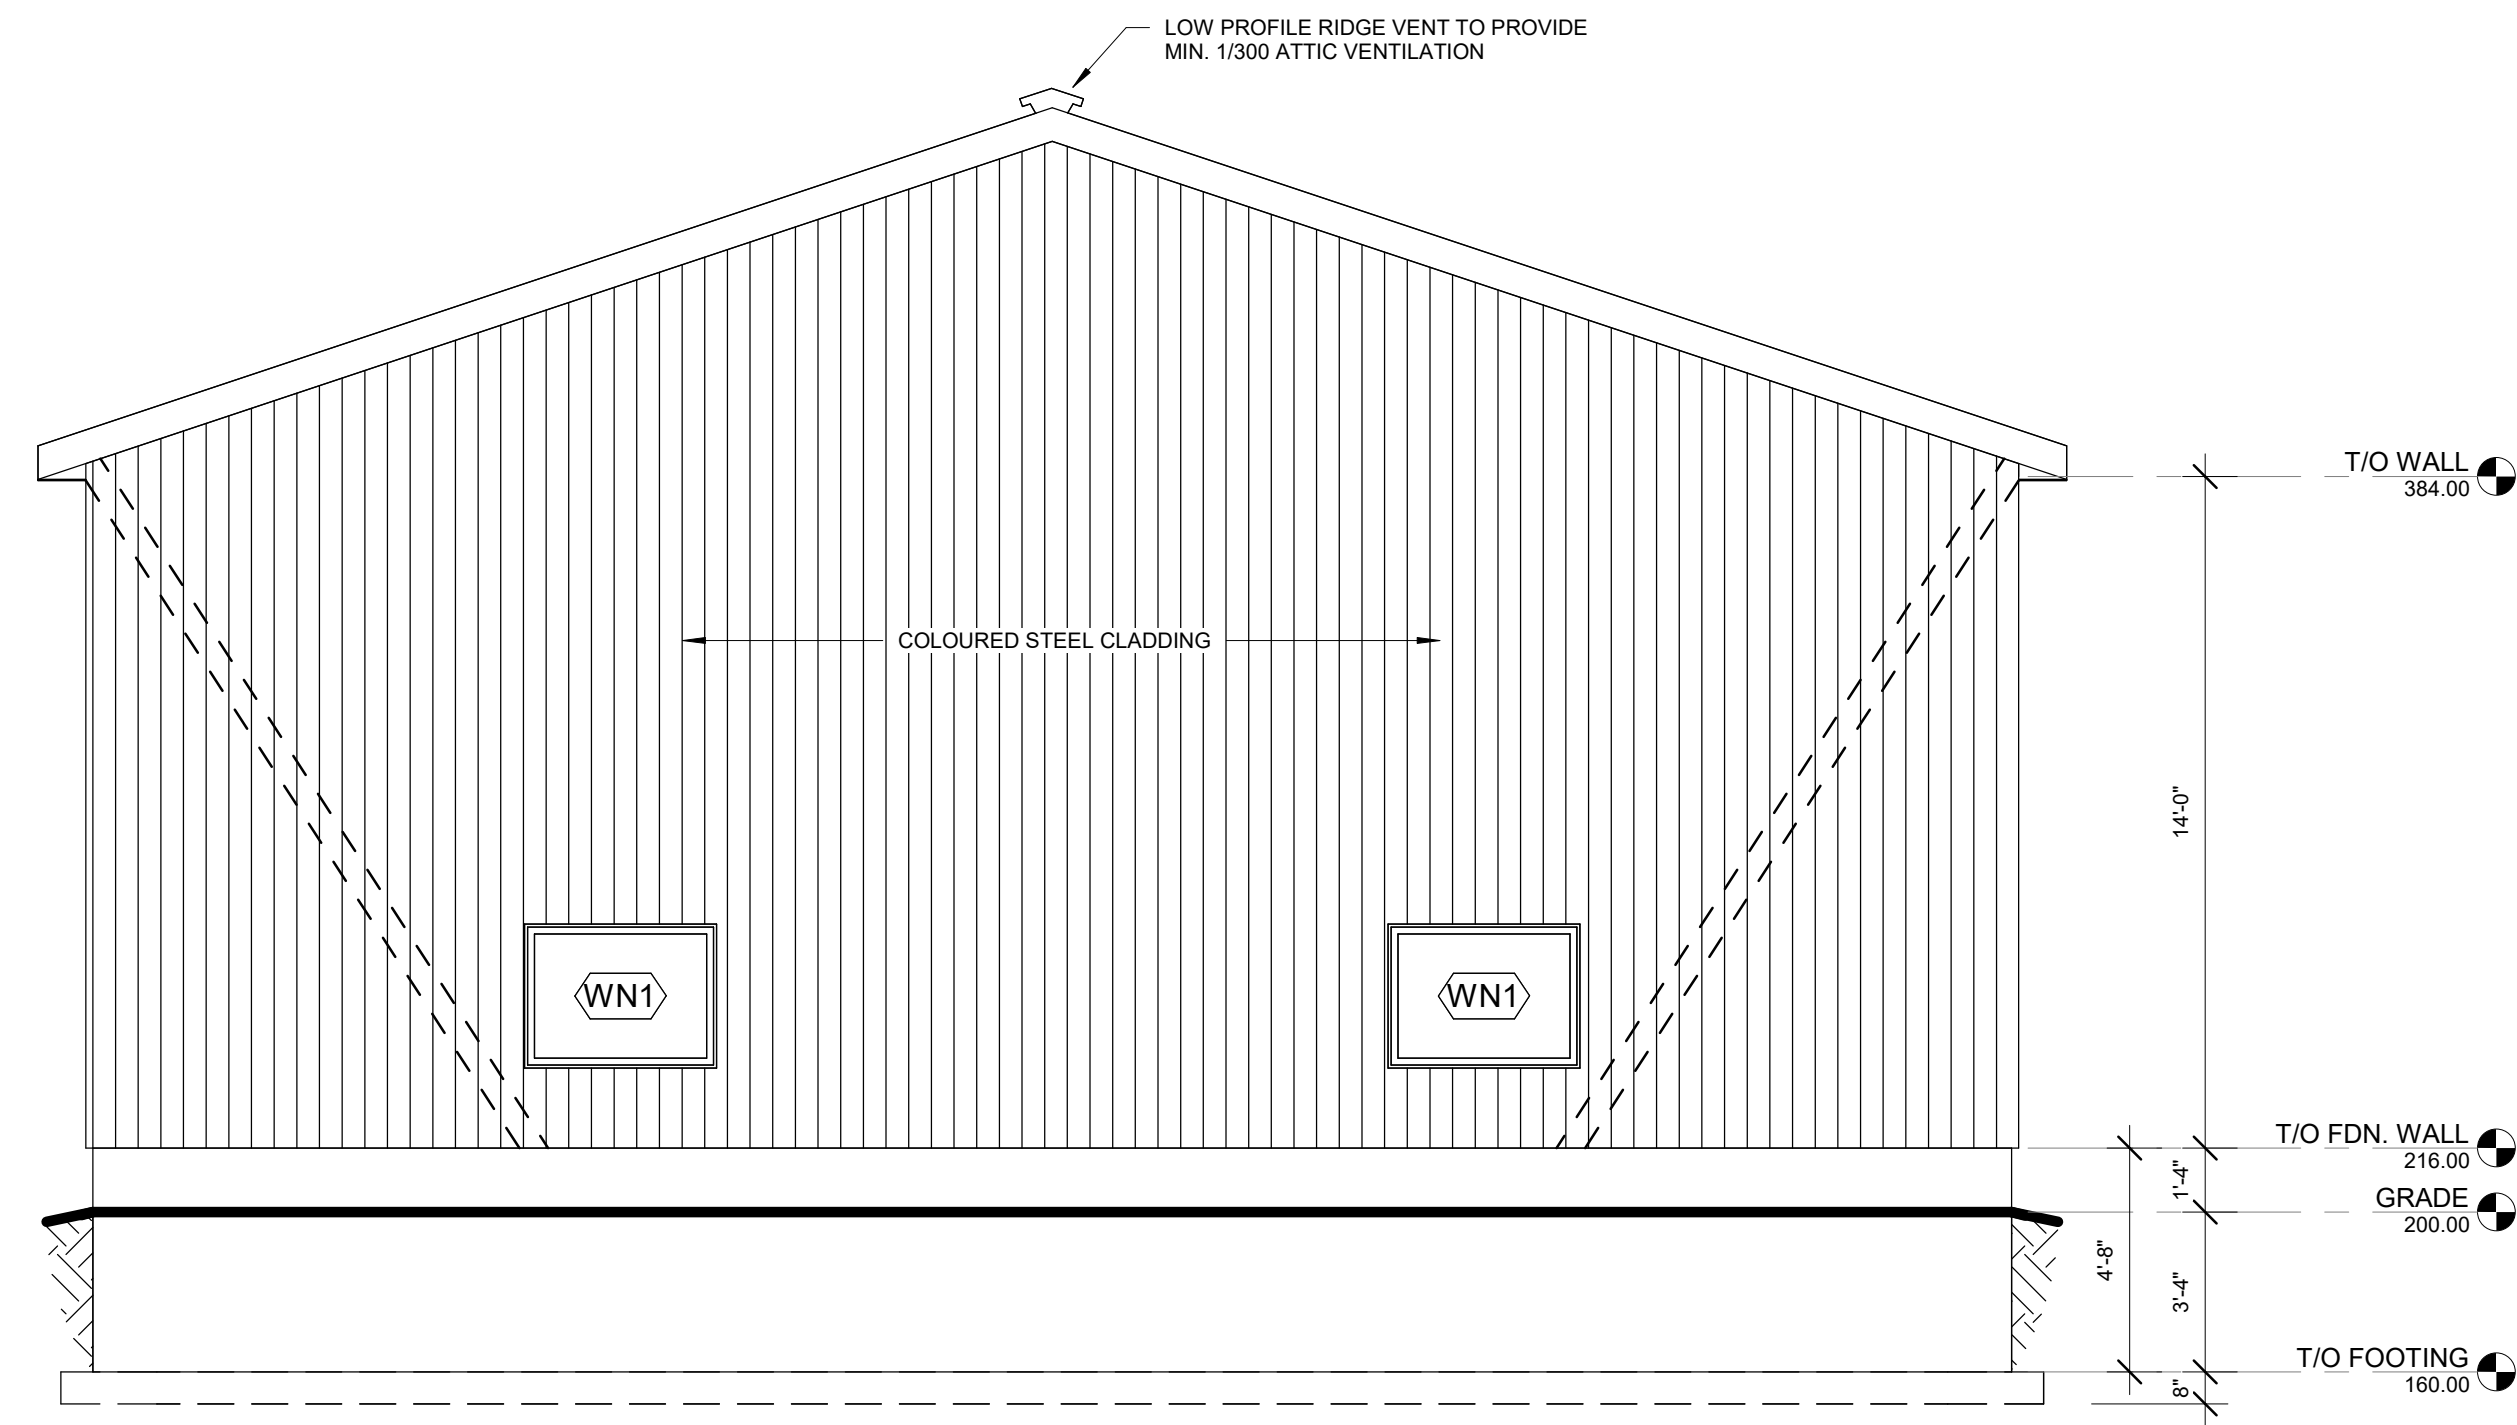 LOW PROFILE RIDGE VENT TO PROVIDE
MIN. 1/300 ATTIC VENTILATION
T/O WALL
384.00
COLOURED STEEL CLADDING
14'-0"
WN1
WN1
T/O FDN. WALL
216.00
1'-4"
GRADE
200.00
4'-8"
3'-4"
T/O FOOTING
160.00
8"